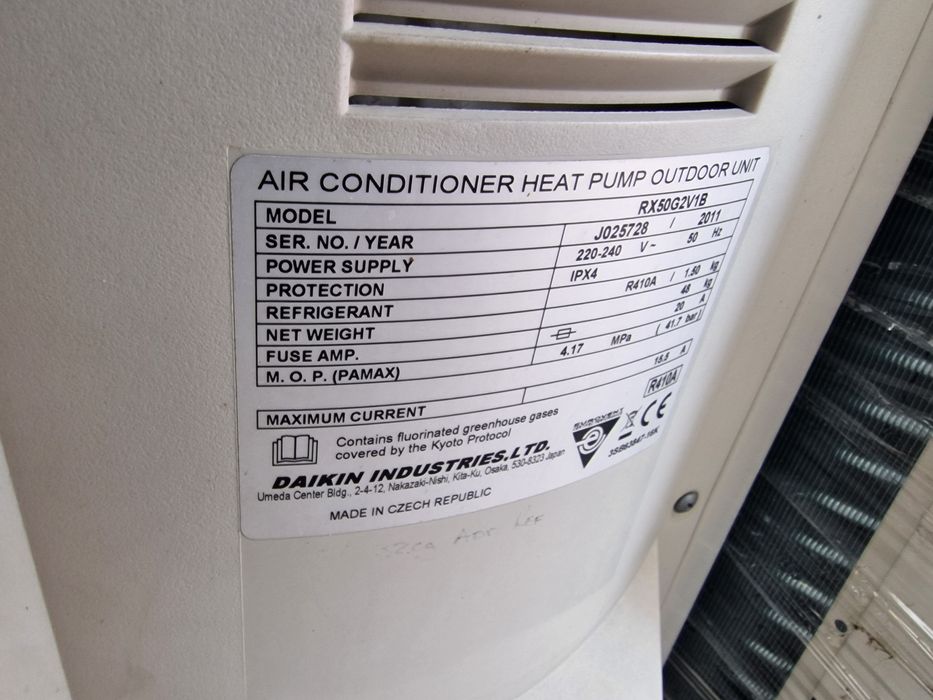 AIR CONDITIONER HEAT PUMP OUTDOOR UNIT
MODEL RX50G2V1B
SER. NO. / YEAR J025728 / 2011
POWER SUPPLY 220-240 V ~ 50 Hz
PROTECTION IPX4
REFRIGERANT R410A / 1.50 kg
NET WEIGHT 48 kg
FUSE AMP. 20 A
M. O. P. (PAMAX) 4.17 MPa ( 41.7 bar )
MAXIMUM CURRENT 15.5 A
R410A
Contains fluorinated greenhouse gases
covered by the Kyoto Protocol
CE
DAIKIN INDUSTRIES,LTD.
Umeda Center Bldg., 2-4-12, Nakazaki-Nishi, Kita-Ku, Osaka, 530-8323 Japan
MADE IN CZECH REPUBLIC